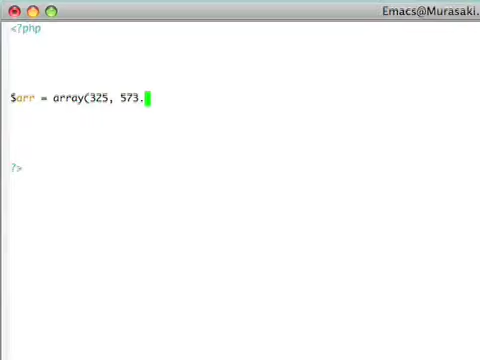 Emacs@Murasaki.
<?php
$arr = array(325, 573.
?>